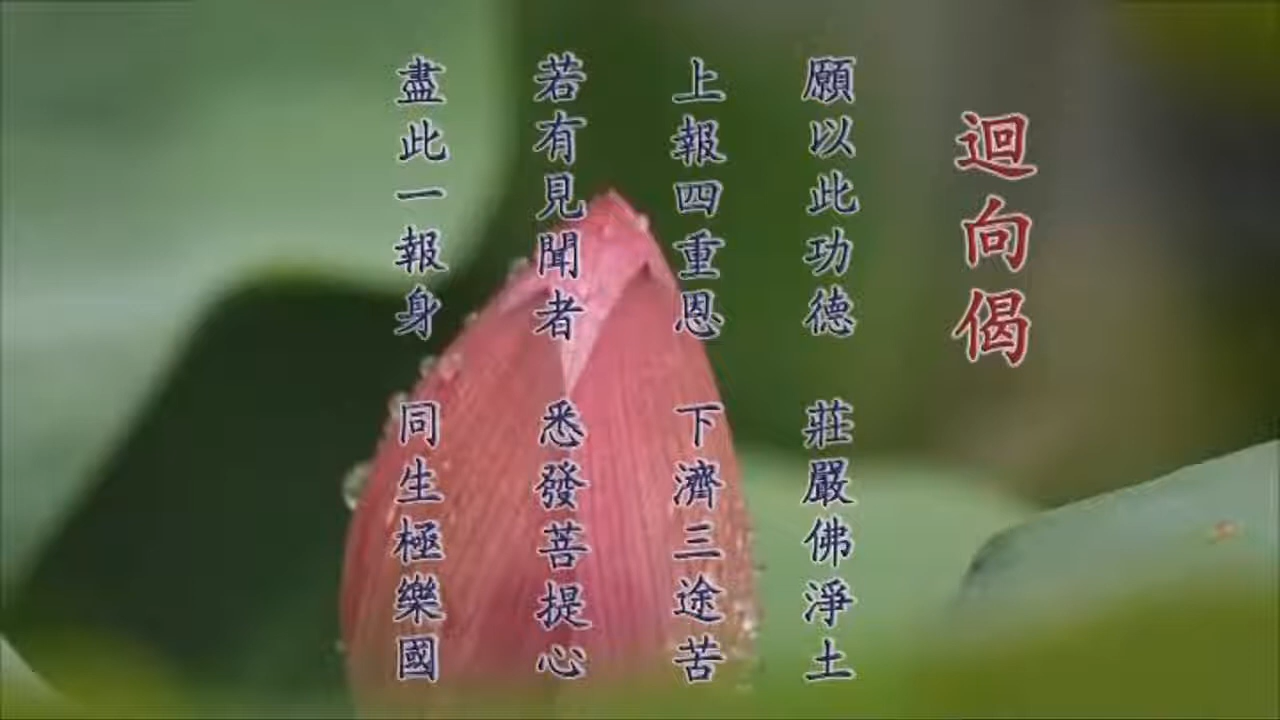 迴向偈
願以此功德 莊嚴佛淨土
上報四重恩 下濟三途苦
若有見聞者 悉發菩提心
盡此一報身 同生極樂國